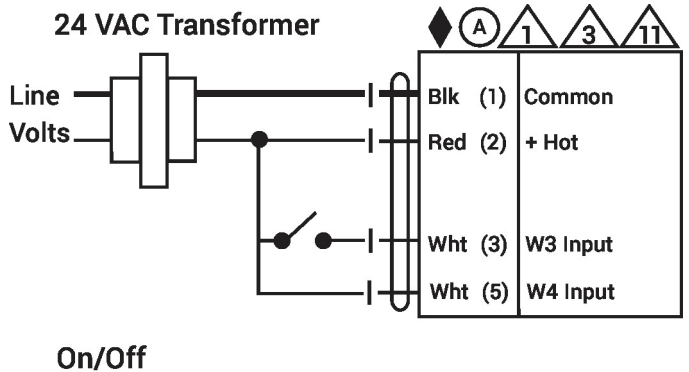 24 VAC Transformer
A 1 3 11
Line
Volts
Blk (1) Common
Red (2) + Hot
Wht (3) W3 Input
Wht (5) W4 Input
On/Off